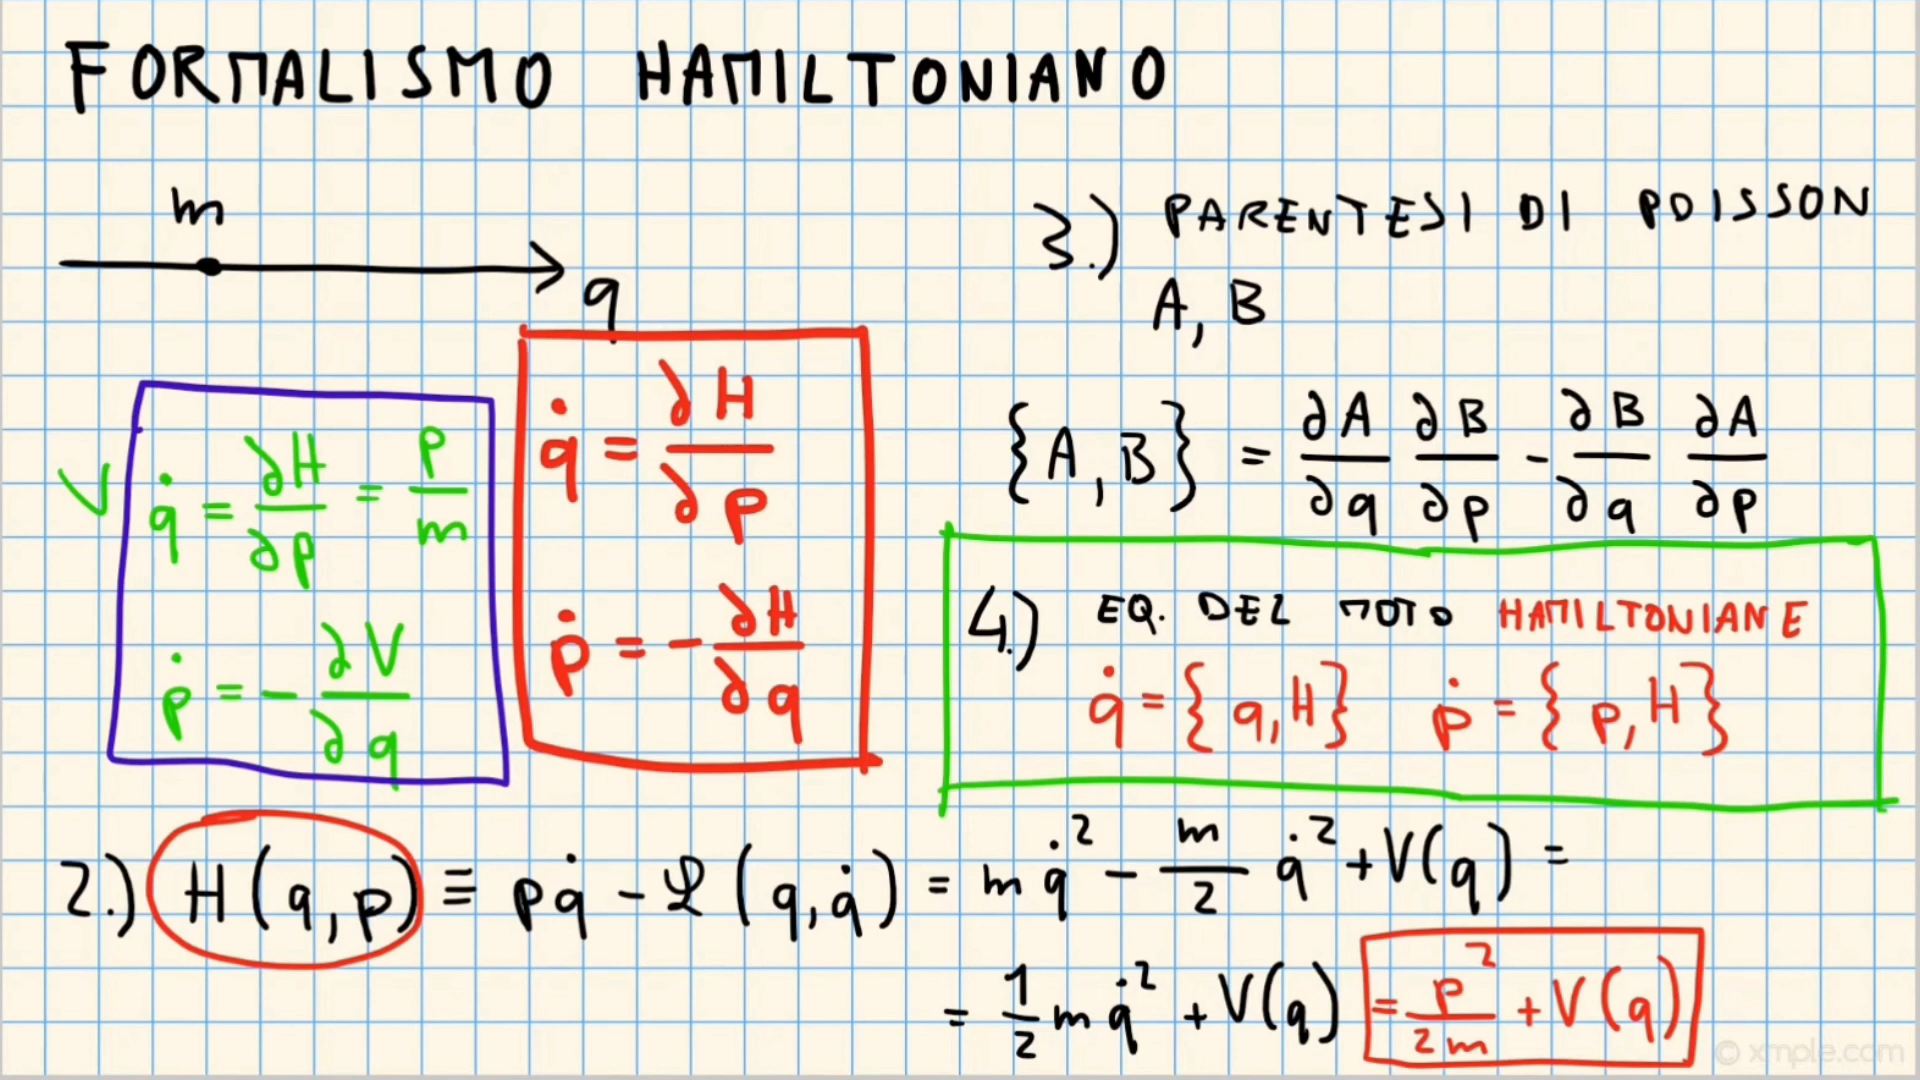 FORMALISMO HAMILTONIANO
m
q
V
q̇ = ∂H/∂p = p/m
ṗ = - ∂V/∂q
q̇ = ∂H/∂p
ṗ = - ∂H/∂q
3.) PARENTESI DI POISSON
A, B
{A, B} = ∂A/∂q ∂B/∂p - ∂B/∂q ∂A/∂p
4.) EQ. DEL MOTO HAMILTONIANE
q̇ = {q, H} ṗ = {p, H}
2.) H(q, p) ≡ pq̇ - ℒ(q, q̇) = mq̇² - m/2 q̇² + V(q) =
= 1/2 mq̇² + V(q) = p²/2m + V(q)
© xmple.com